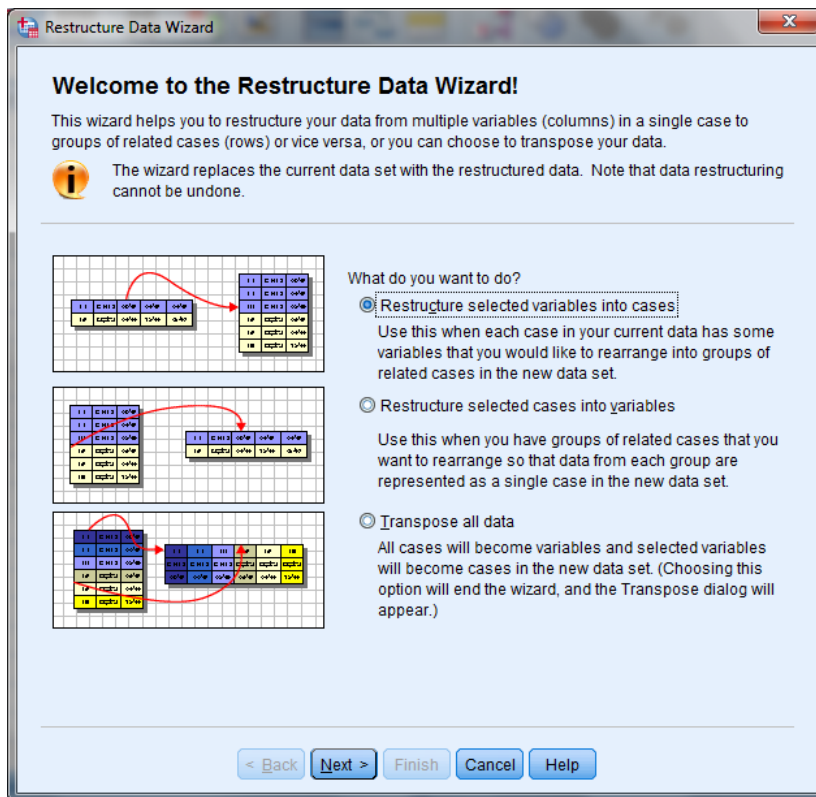 Restructure Data Wizard
Welcome to the Restructure Data Wizard!
This wizard helps you to restructure your data from multiple variables (columns) in a single case to
groups of related cases (rows) or vice versa, or you can choose to transpose your data.
The wizard replaces the current data set with the restructured data. Note that data restructuring
cannot be undone.
What do you want to do?
Restructure selected variables into cases
Use this when each case in your current data has some
variables that you would like to rearrange into groups of
related cases in the new data set.
Restructure selected cases into variables
Use this when you have groups of related cases that you
want to rearrange so that data from each group are
represented as a single case in the new data set.
Transpose all data
All cases will become variables and selected variables
will become cases in the new data set. (Choosing this
option will end the wizard, and the Transpose dialog will
appear.)
< Back Next > Finish Cancel Help